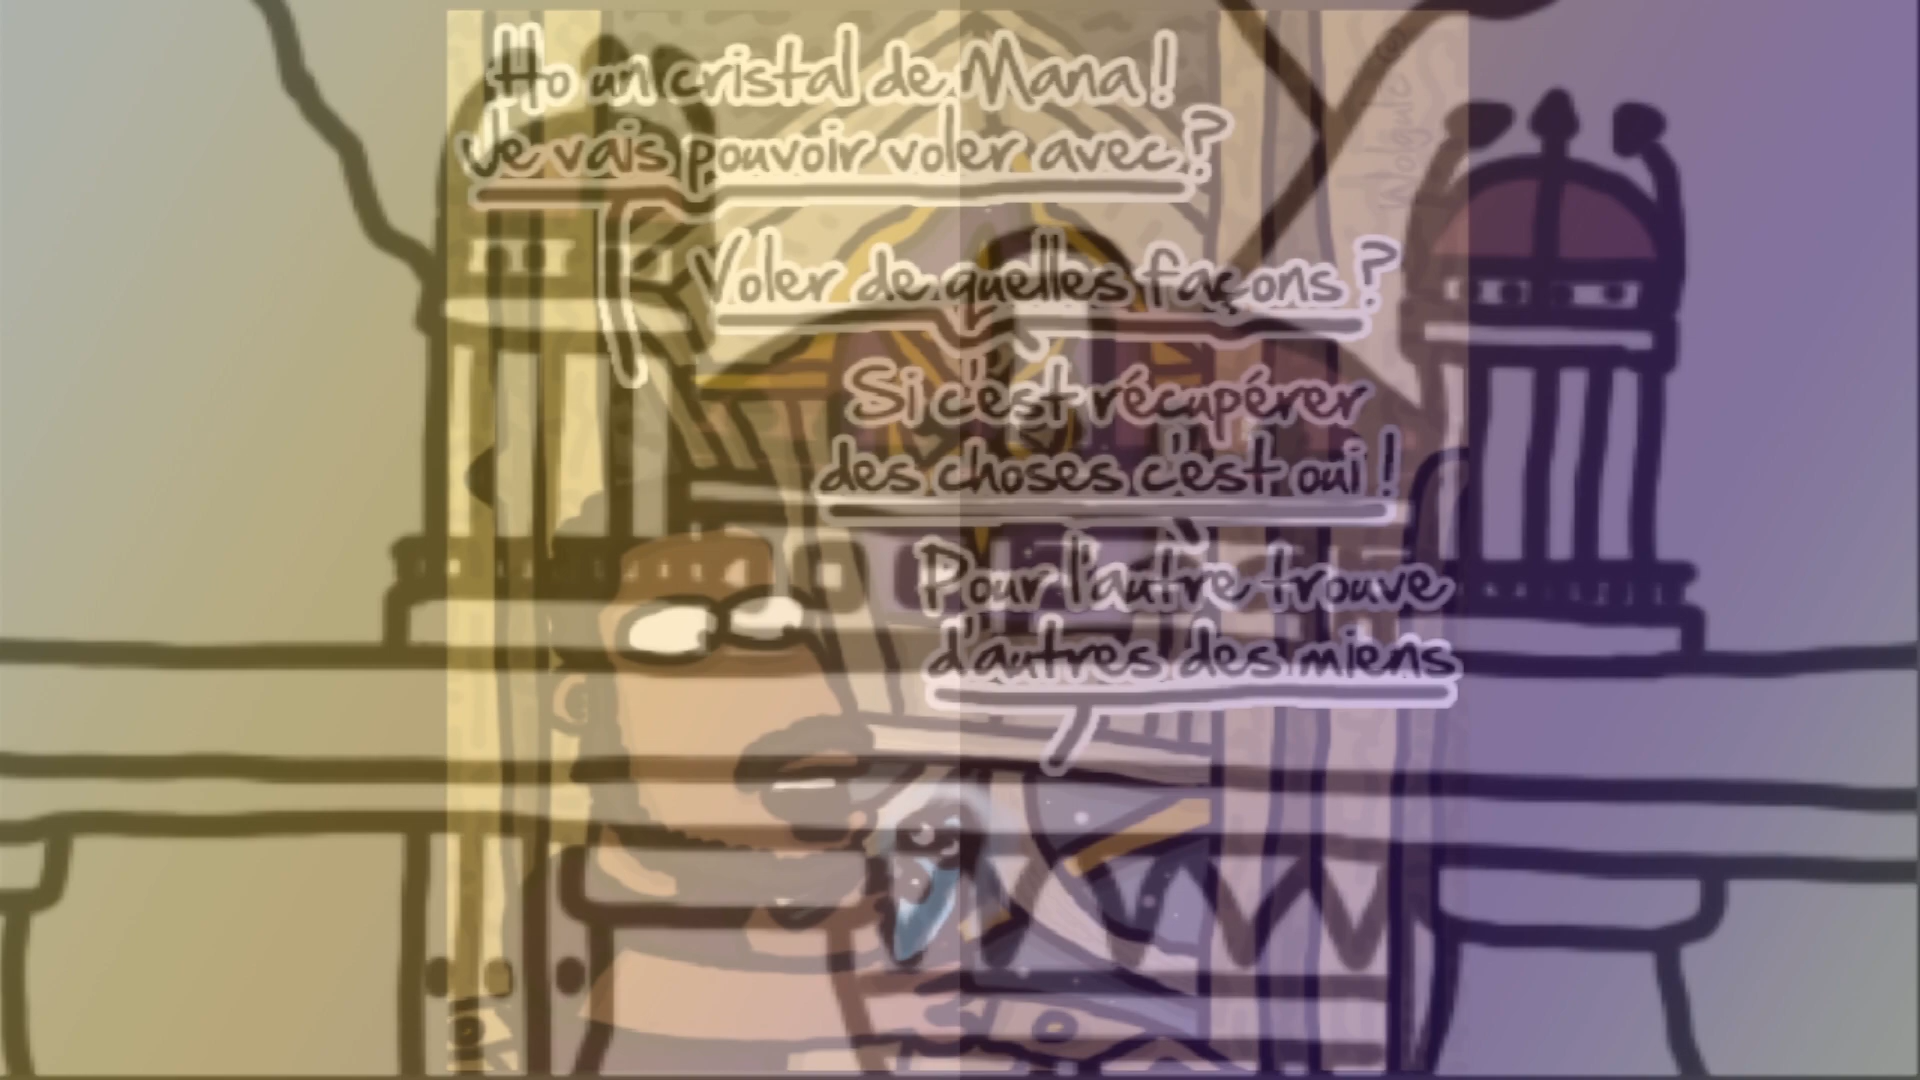 Ho un cristal de Mana !
Je vais pouvoir voler avec ?
Voler de quelles façons ?
Si c'est récupérer
des choses c'est oui !
Pour l'autre trouve
d'autres des miens